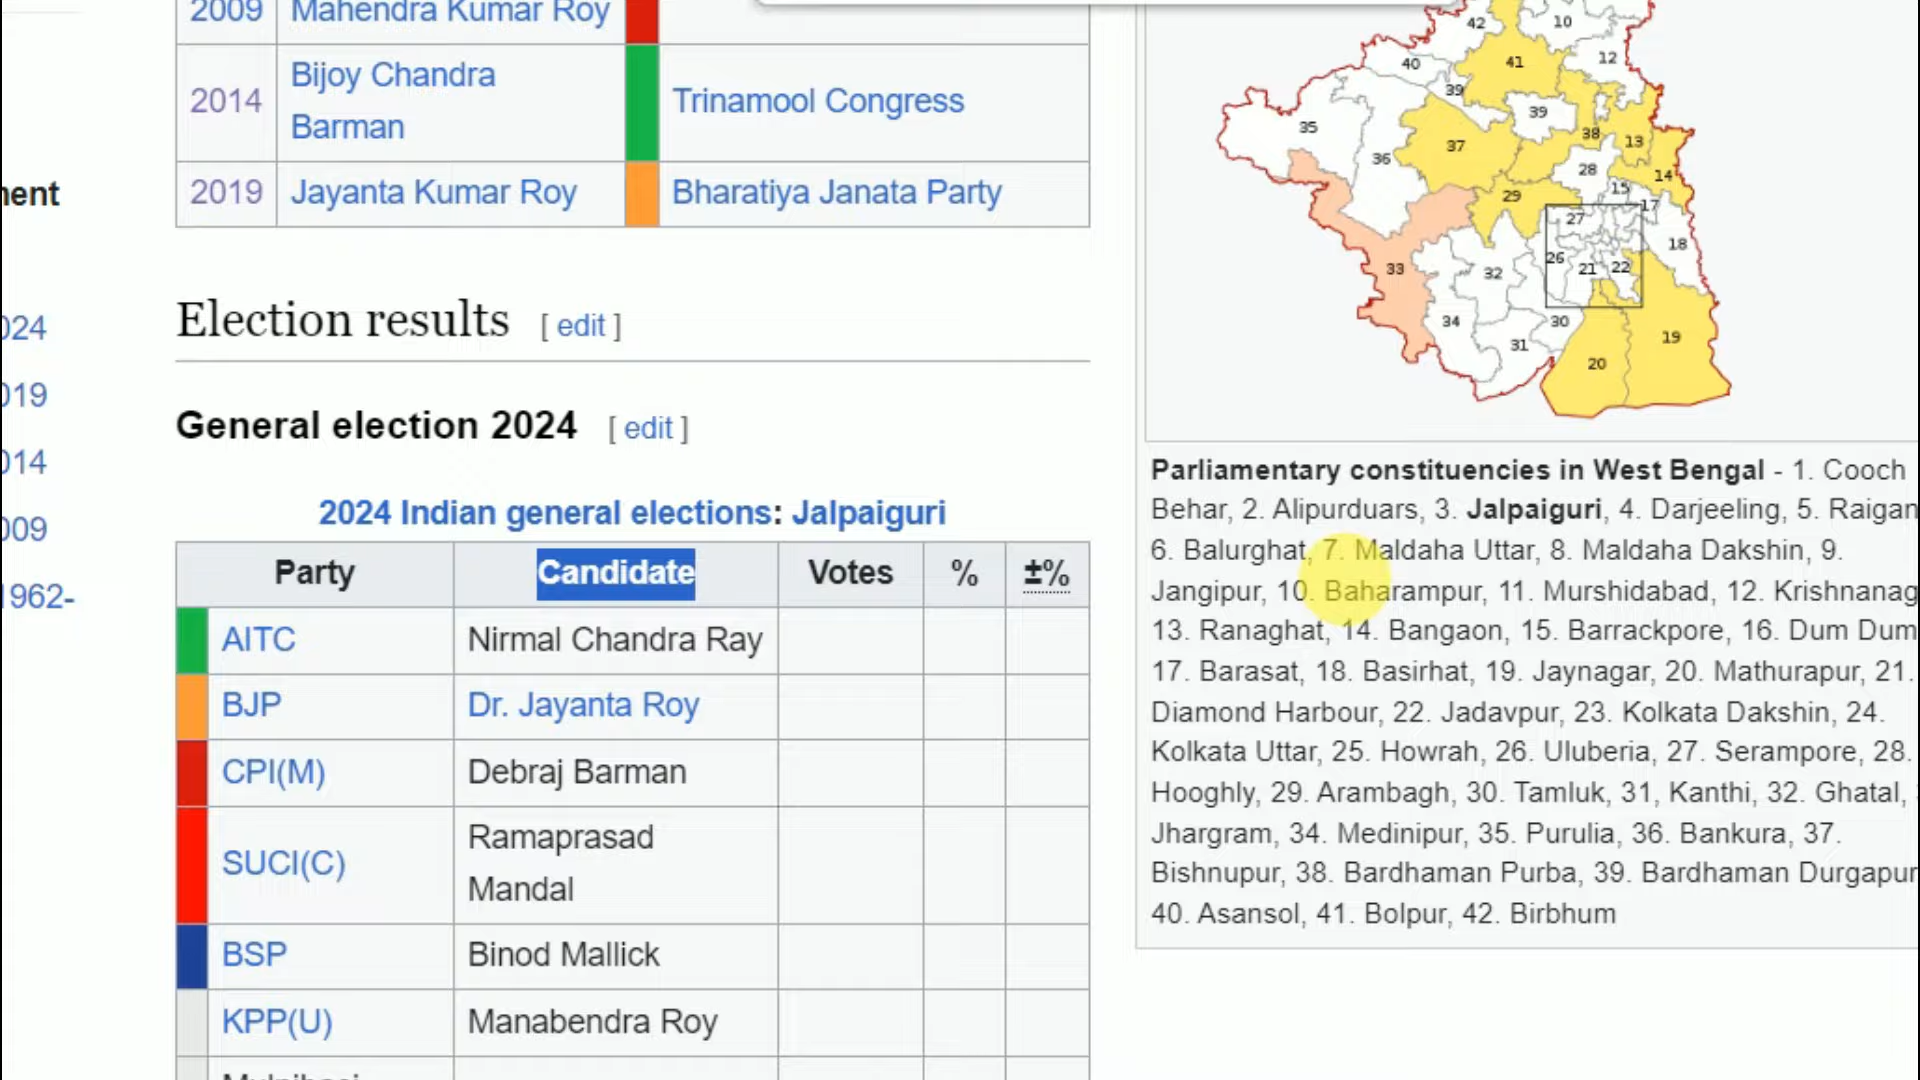 2009 Mahendra Kumar Roy
2014 Bijoy Chandra Barman Trinamool Congress
2019 Jayanta Kumar Roy Bharatiya Janata Party
Election results [ edit ]
General election 2024 [ edit ]
2024 Indian general elections: Jalpaiguri
Party Candidate Votes % ±%
AITC Nirmal Chandra Ray
BJP Dr. Jayanta Roy
CPI(M) Debraj Barman
SUCI(C) Ramaprasad Mandal
BSP Binod Mallick
KPP(U) Manabendra Roy
ent
024
019
014
009
1962-
42 10
41 12
40
39
39
35 38 13
37
36 28 14
15
29 17
27
18
26
33 32 21 22
34 30
31 19
20
Parliamentary constituencies in West Bengal - 1. Cooch
Behar, 2. Alipurduars, 3. Jalpaiguri, 4. Darjeeling, 5. Raigan
6. Balurghat, 7. Maldaha Uttar, 8. Maldaha Dakshin, 9.
Jangipur, 10. Baharampur, 11. Murshidabad, 12. Krishnanag
13. Ranaghat, 14. Bangaon, 15. Barrackpore, 16. Dum Dum
17. Barasat, 18. Basirhat, 19. Jaynagar, 20. Mathurapur, 21.
Diamond Harbour, 22. Jadavpur, 23. Kolkata Dakshin, 24.
Kolkata Uttar, 25. Howrah, 26. Uluberia, 27. Serampore, 28.
Hooghly, 29. Arambagh, 30. Tamluk, 31, Kanthi, 32. Ghatal,
Jhargram, 34. Medinipur, 35. Purulia, 36. Bankura, 37.
Bishnupur, 38. Bardhaman Purba, 39. Bardhaman Durgapur
40. Asansol, 41. Bolpur, 42. Birbhum